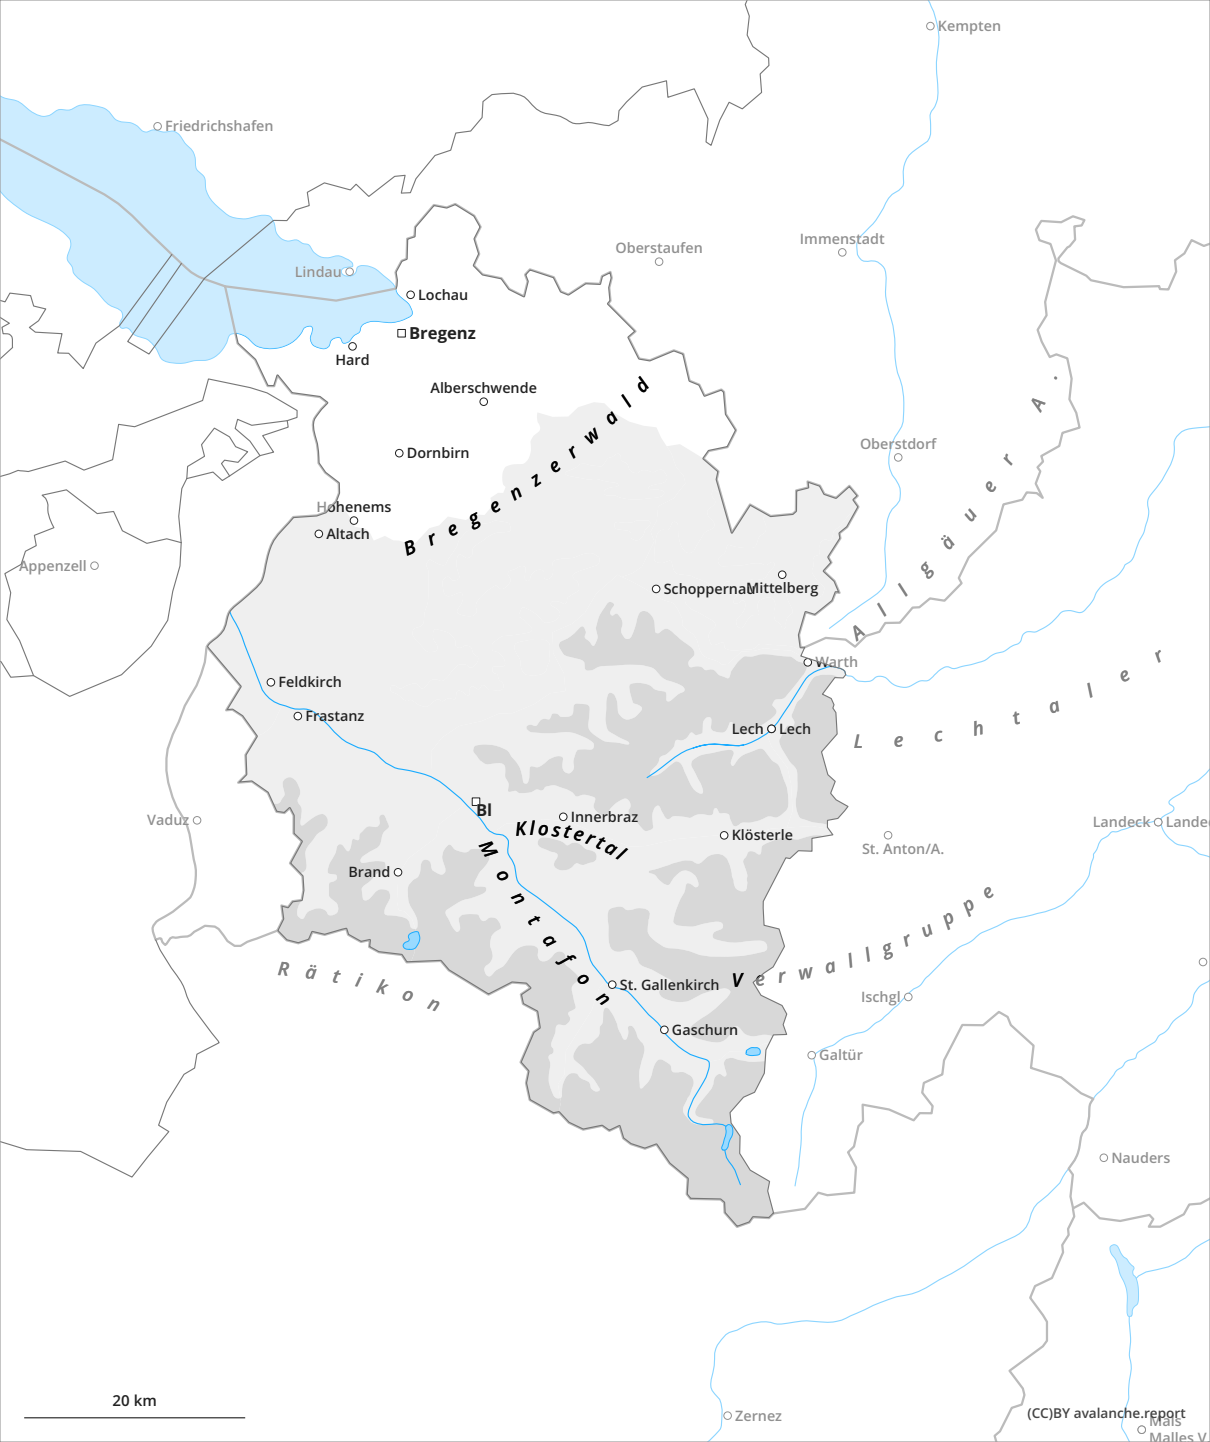 Kempten
Friedrichshafen
Immenstadt
Oberstaufen
Lindau
Lochau
Bregenz
Hard
Alberschwende
Bregenzerwald
Allgäuer A.
Oberstdorf
Dornbirn
Hohenems
Altach
Appenzell
Schoppernau
Mittelberg
Warth
Feldkirch
Frastanz
Lech
Lech
Lechtaler
Vaduz
Bl
Innerbraz
Klostertal
Klösterle
Landeck
Lande
St. Anton/A.
Brand
Montafon
Rätikon
Verwallgruppe
St. Gallenkirch
Ischgl
Gaschurn
Galtür
Nauders
20 km
Zernez
(CC)BY avalanche.report
Mals
Malles V